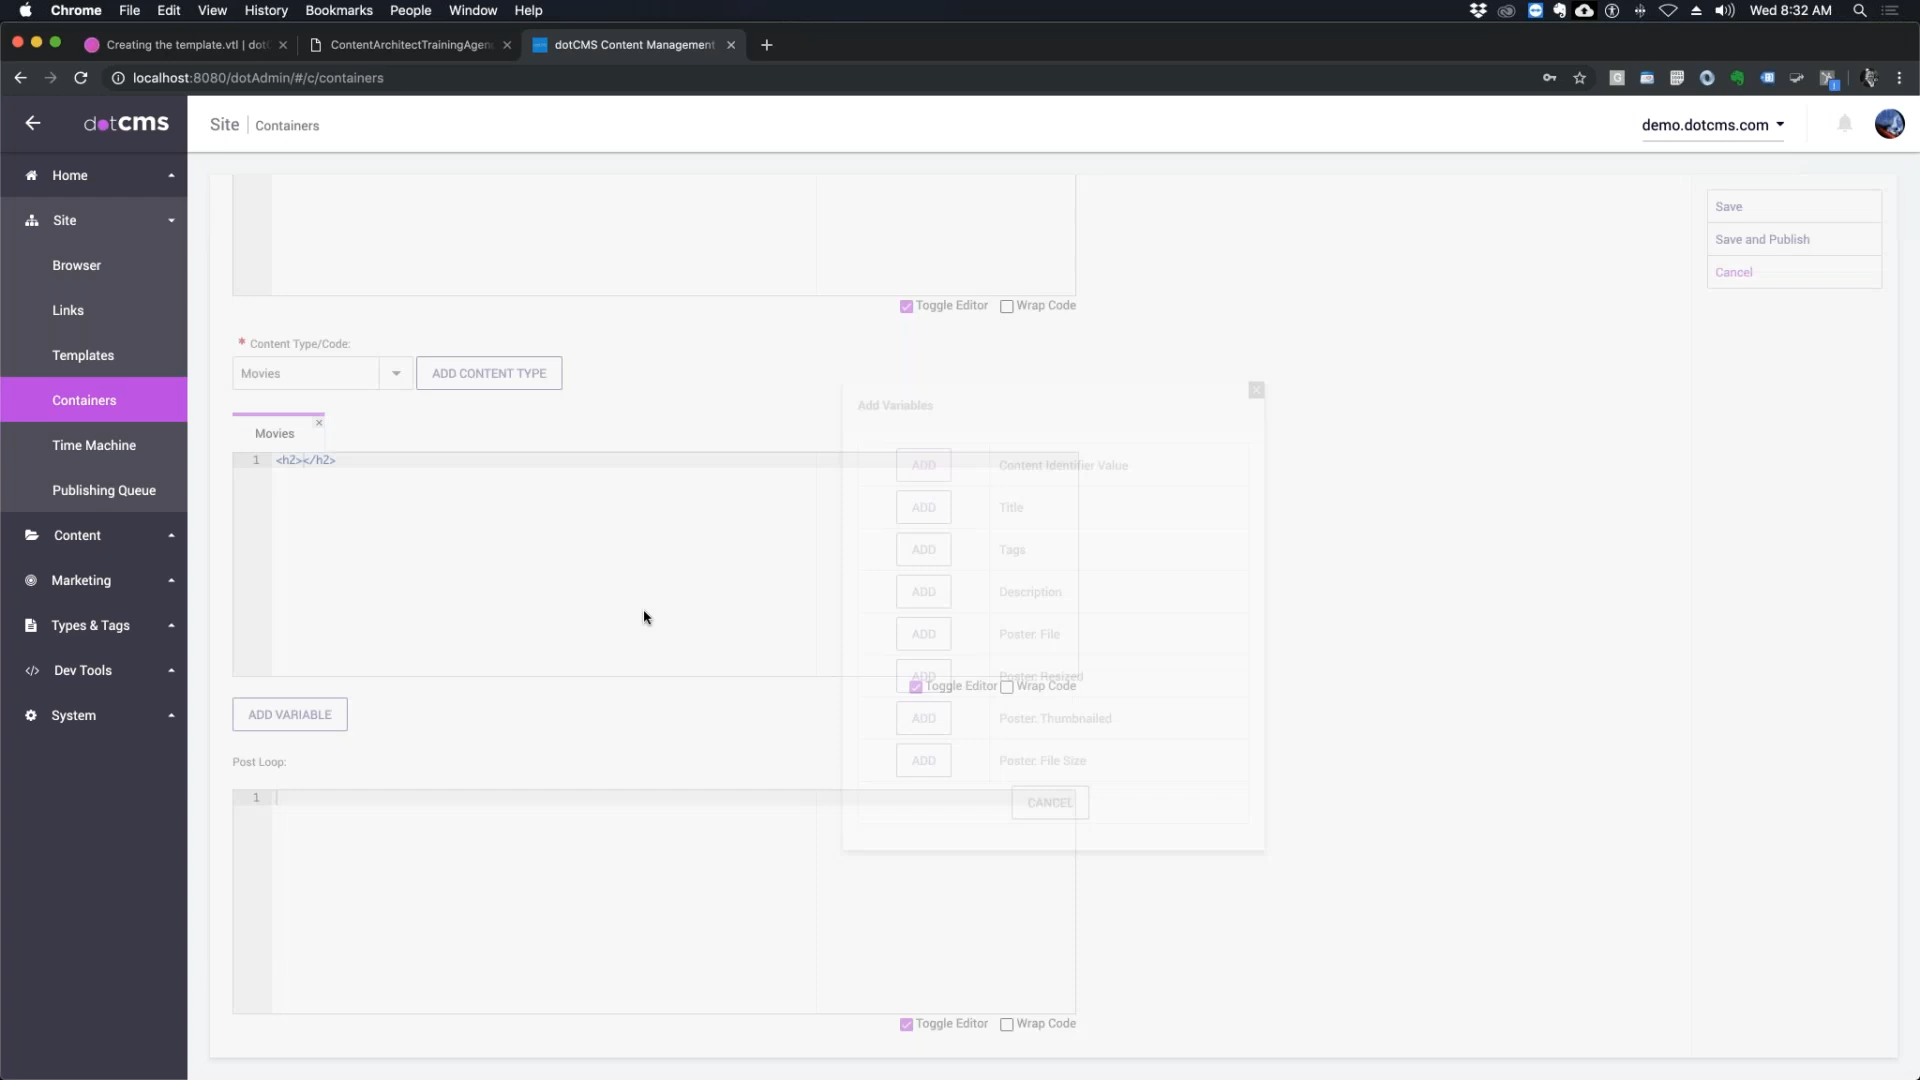 Chrome File Edit View History Bookmarks People Window Help Wed 8:32 AM
Creating the template.vtl | dot
ContentArchitectTrainingAgen
dotCMS Content Management
localhost:8080/dotAdmin/#/c/containers
dotCMS
Site | Containers
demo.dotcms.com
Home
Site
Browser
Links
Templates
Containers
Time Machine
Publishing Queue
Content
Marketing
Types & Tags
Dev Tools
System
Save
Save and Publish
Cancel
Toggle Editor Wrap Code
* Content Type/Code:
Movies
ADD CONTENT TYPE
Movies
1 <h2></h2>
Add Variables
ADD Content Identifier Value
ADD Title
ADD Tags
ADD Description
ADD Poster: File
ADD Poster: Resized
Toggle Editor Wrap Code
ADD Poster: Thumbnailed
ADD Poster: File Size
CANCEL
ADD VARIABLE
Post Loop:
1
Toggle Editor Wrap Code